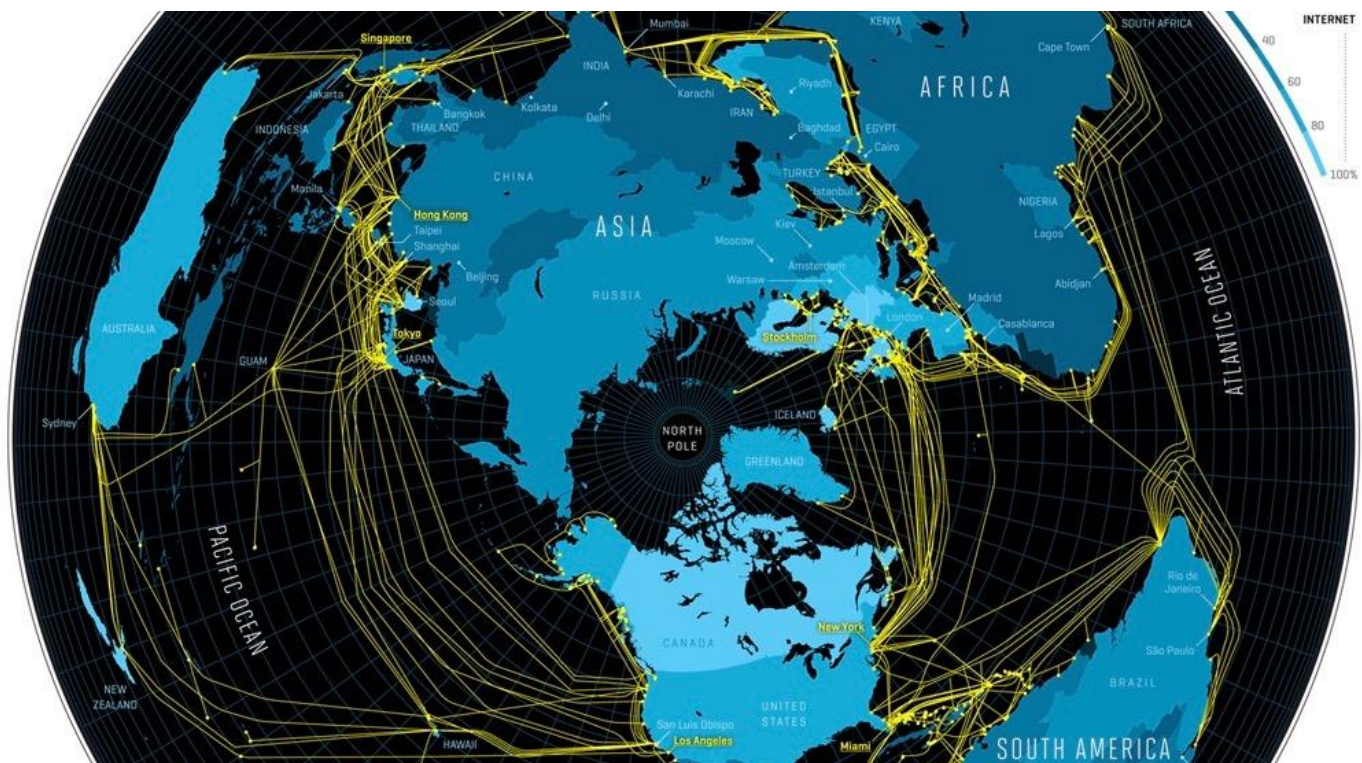 INTERNET
40
60
80
100%
Mumbai
KENYA
SOUTH AFRICA
Cape Town
Singapore
INDIA
AFRICA
Jakarta
Karachi
Riyadh
IRAN
Kolkata
Delhi
Bangkok
THAILAND
INDONESIA
Baghdad
EGYPT
Cairo
CHINA
TURKEY
Istanbul
Manila
NIGERIA
Hong Kong
Taipei
Shanghai
ASIA
Kiev
Lagos
Moscow
Beijing
Amsterdam
Warsaw
Abidjan
RUSSIA
Seoul
Madrid
London
Casablanca
AUSTRALIA
Tokyo
Stockholm
JAPAN
GUAM
ATLANTIC OCEAN
Sydney
ICELAND
NORTH
POLE
GREENLAND
PACIFIC OCEAN
Rio de
Janeiro
New York
CANADA
São Paulo
BRAZIL
NEW
ZEALAND
UNITED
STATES
San Luis Obispo
Los Angeles
HAWAII
Miami
SOUTH AMERICA